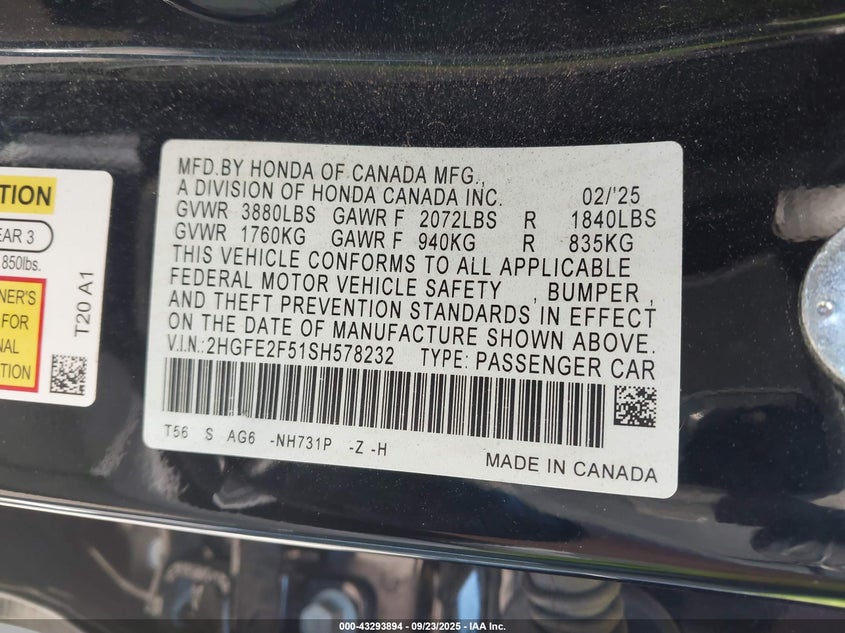 MFD.BY HONDA OF CANADA MFG.,
A DIVISION OF HONDA CANADA INC. 02/'25
GVWR 3880LBS GAWR F 2072LBS R 1840LBS
GVWR 1760KG GAWR F 940KG R 835KG
THIS VEHICLE CONFORMS TO ALL APPLICABLE
FEDERAL MOTOR VEHICLE SAFETY , BUMPER ,
AND THEFT PREVENTION STANDARDS IN EFFECT
ON THE DATE OF MANUFACTURE SHOWN ABOVE.
V.I.N.:2HGFE2F51SH578232 TYPE: PASSENGER CAR
T56 S AG6 -NH731P -Z -H
MADE IN CANADA
EAR 3
850lbs.
NER'S
FOR
NAL
TION
T20 A1
000-43293894 - 09/23/2025 - IAA Inc.